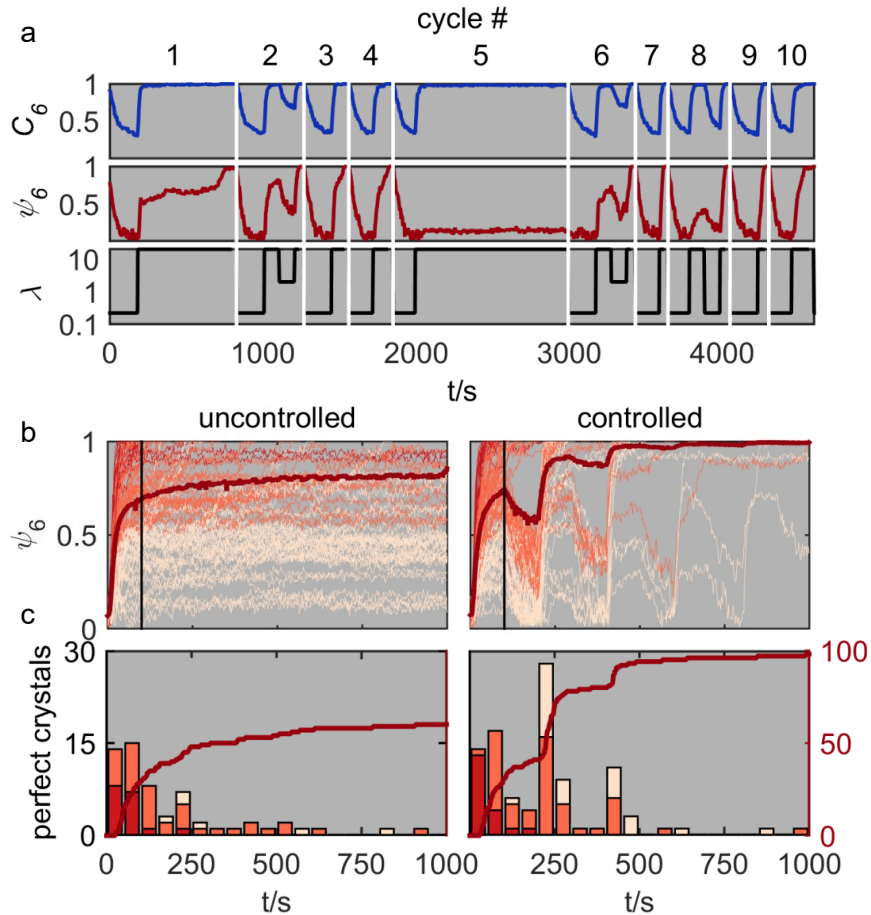 cycle #
a
1 2 3 4 5 6 7 8 9 10
C6
1
0.5
ψ6
1
0.5
λ
10
1
0.1
0 1000 2000 3000 4000
t/s
b
uncontrolled controlled
ψ6
1
0.5
0
c
perfect crystals
30
15
0
100
50
0
0 250 500 750 1000
0 250 500 750 1000
t/s t/s